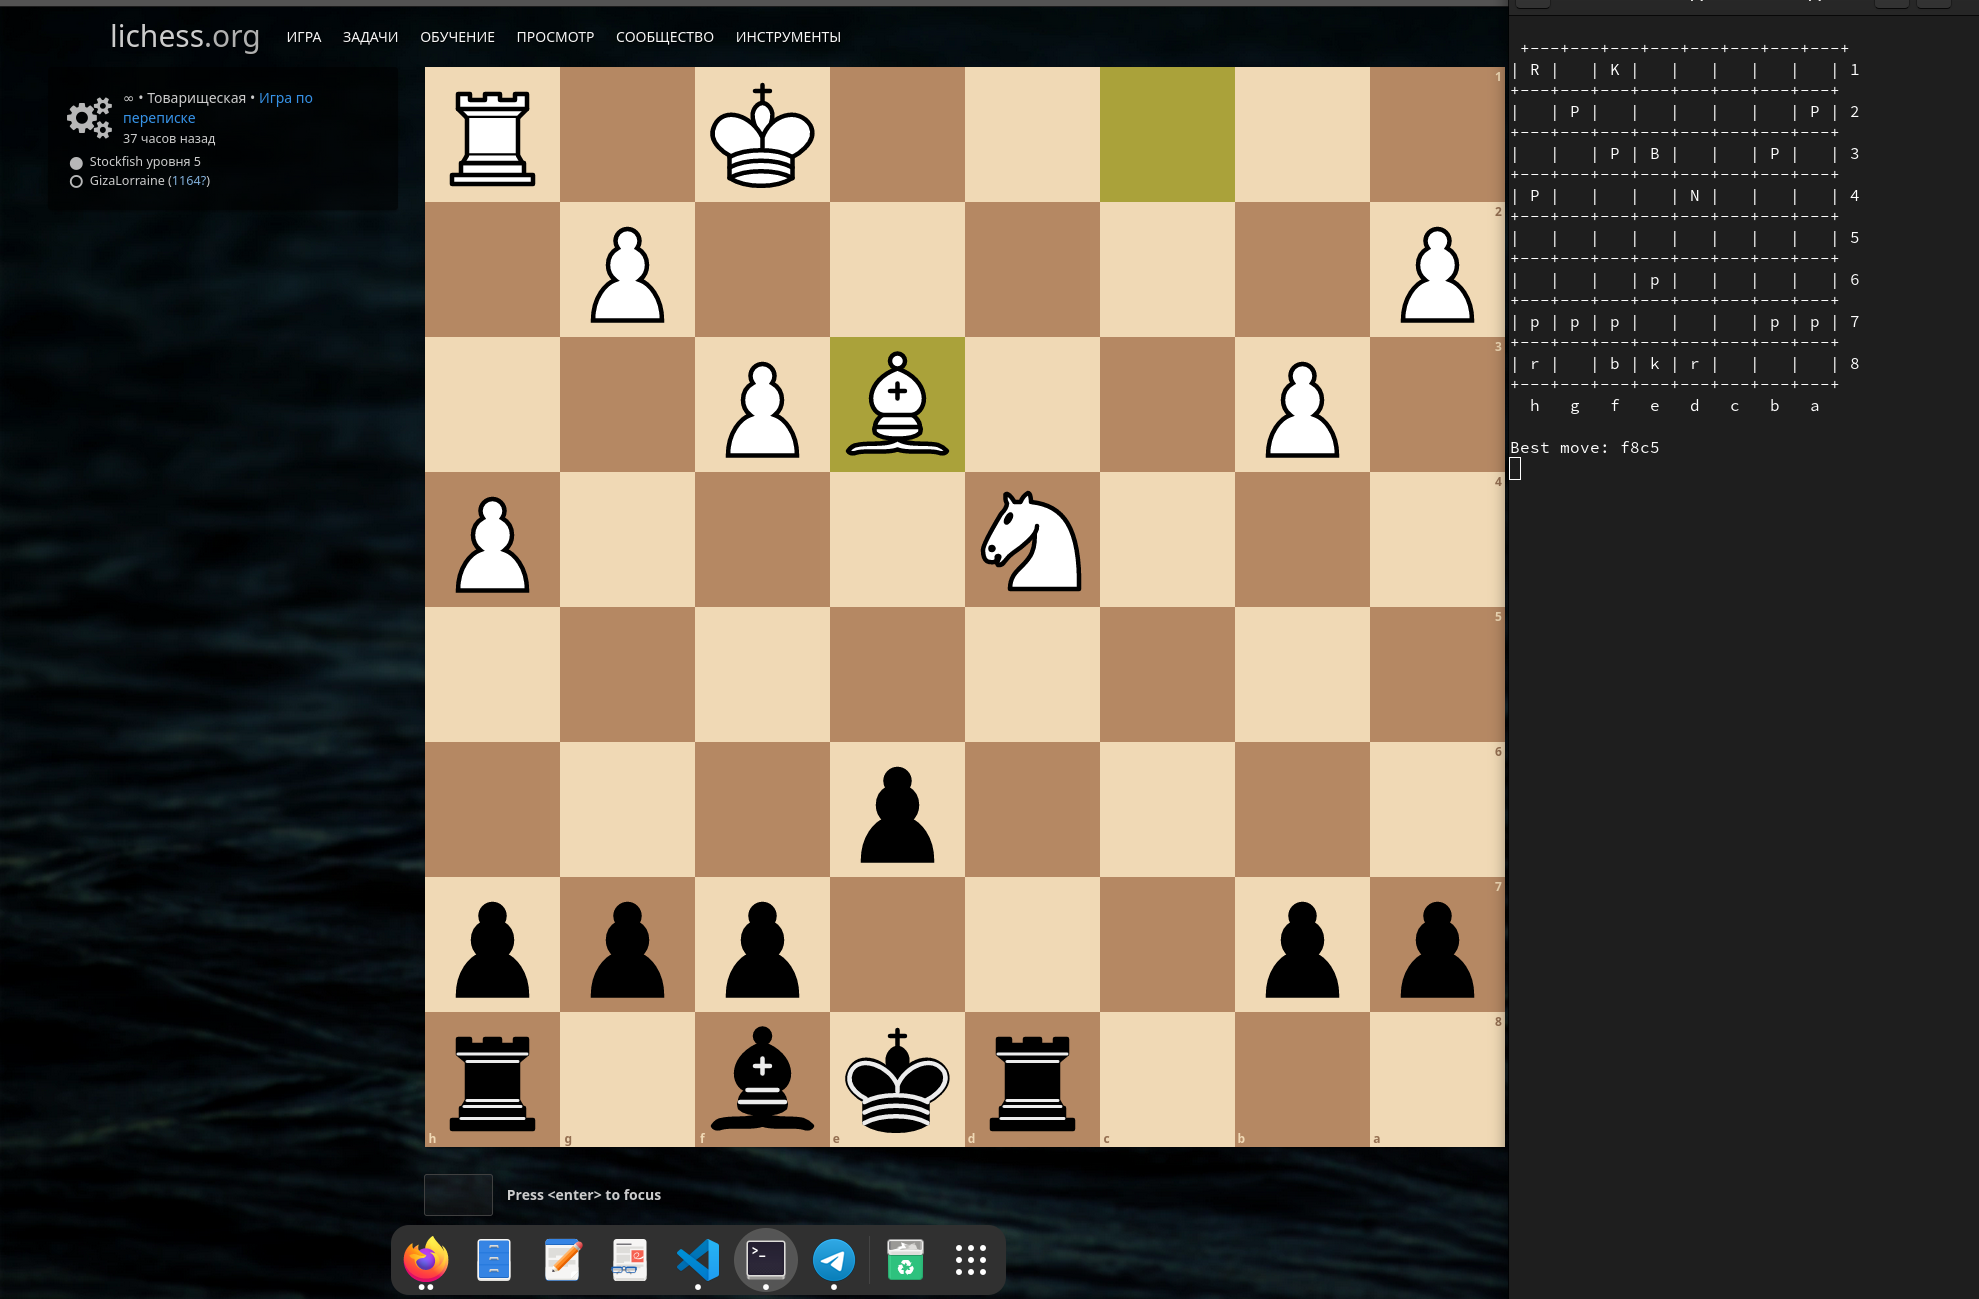 lichess.org
ИГРА ЗАДАЧИ ОБУЧЕНИЕ ПРОСМОТР СООБЩЕСТВО ИНСТРУМЕНТЫ
∞ • Товарищеская • Игра по
переписке
37 часов назад
Stockfish уровня 5
GizaLorraine (1164?)
1
2
3
4
5
6
7
8
h g f e d c b a
Press <enter> to focus
+---+---+---+---+---+---+---+---+
| R |   | K |   |   |   |   |   | 1
+---+---+---+---+---+---+---+---+
|   | P |   |   |   |   |   | P | 2
+---+---+---+---+---+---+---+---+
|   |   | P | B |   |   | P |   | 3
+---+---+---+---+---+---+---+---+
| P |   |   |   | N |   |   |   | 4
+---+---+---+---+---+---+---+---+
|   |   |   |   |   |   |   |   | 5
+---+---+---+---+---+---+---+---+
|   |   |   | p |   |   |   |   | 6
+---+---+---+---+---+---+---+---+
| p | p | p |   |   |   | p | p | 7
+---+---+---+---+---+---+---+---+
| r |   | b | k | r |   |   |   | 8
+---+---+---+---+---+---+---+---+
h g f e d c b a
Best move: f8c5